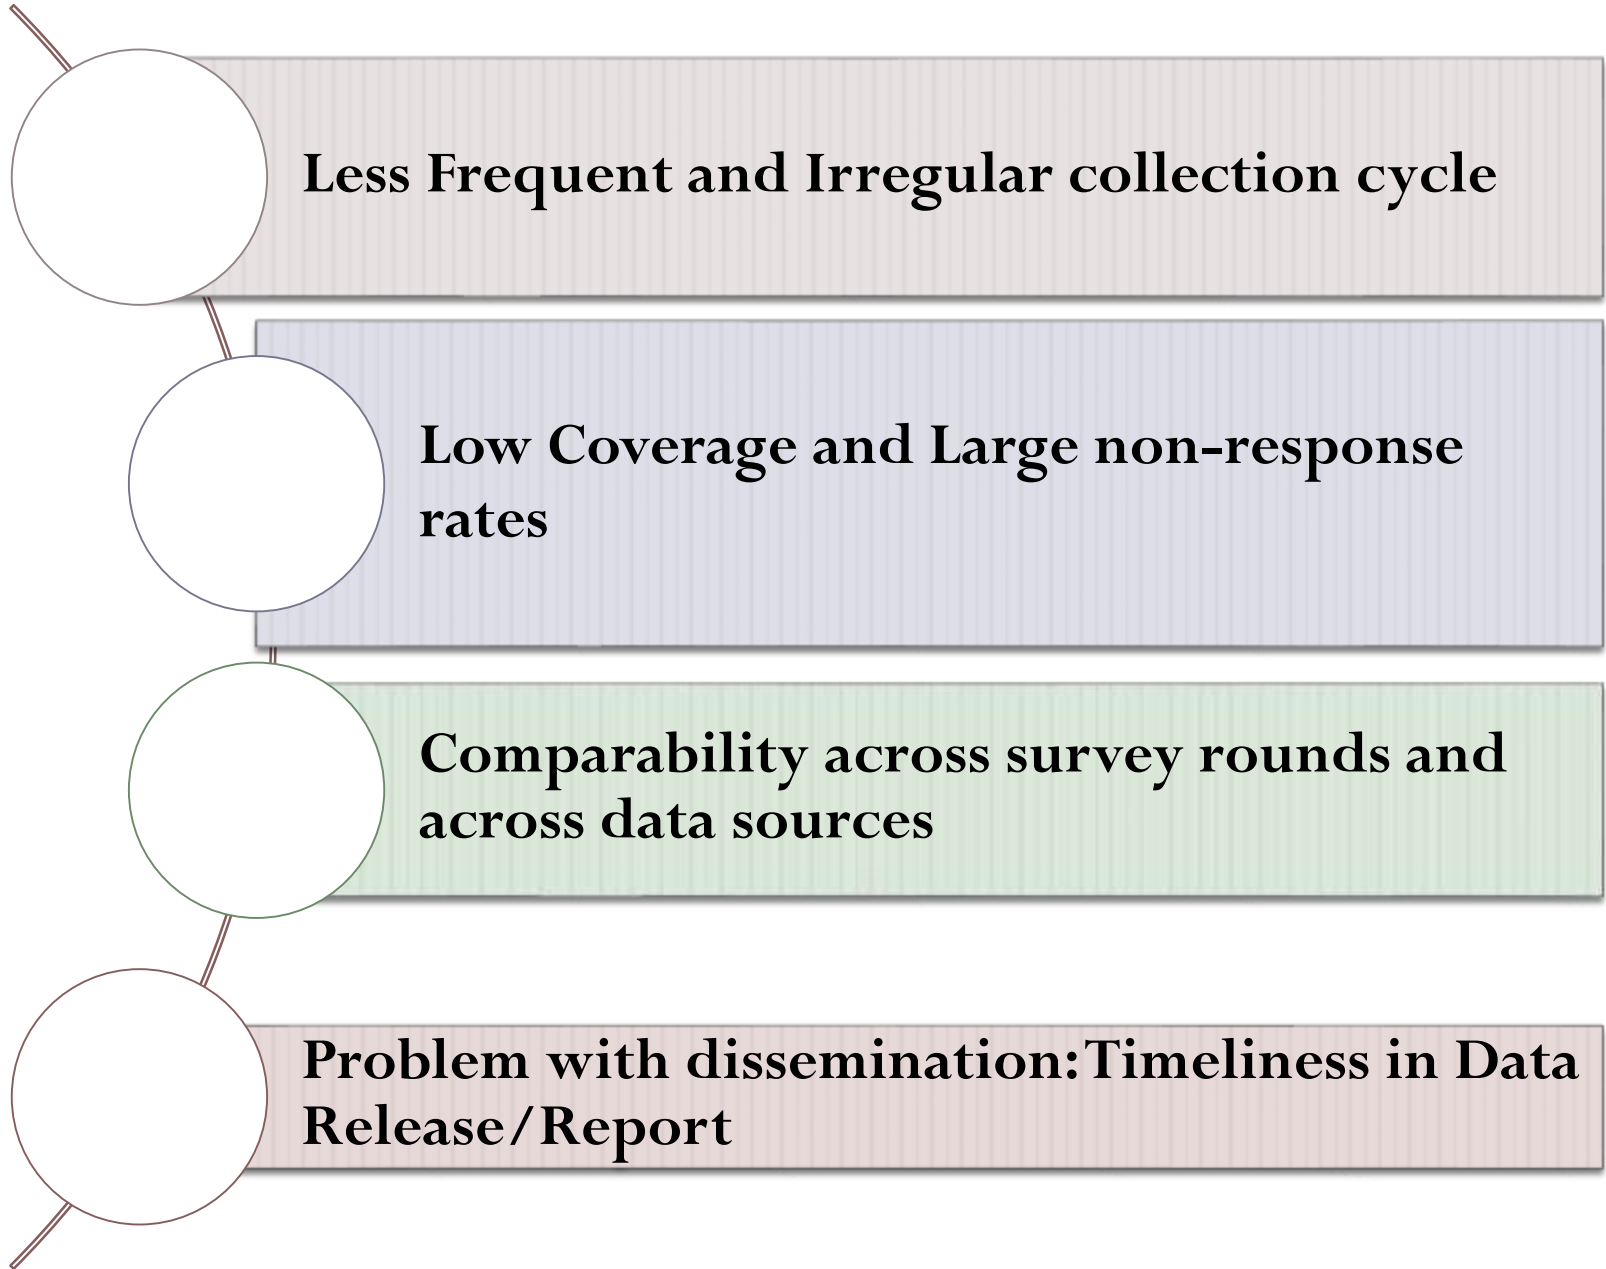 Less Frequent and Irregular collection cycle
Low Coverage and Large non-response
rates
Comparability across survey rounds and
across data sources
Problem with dissemination: Timeliness in Data
Release/Report